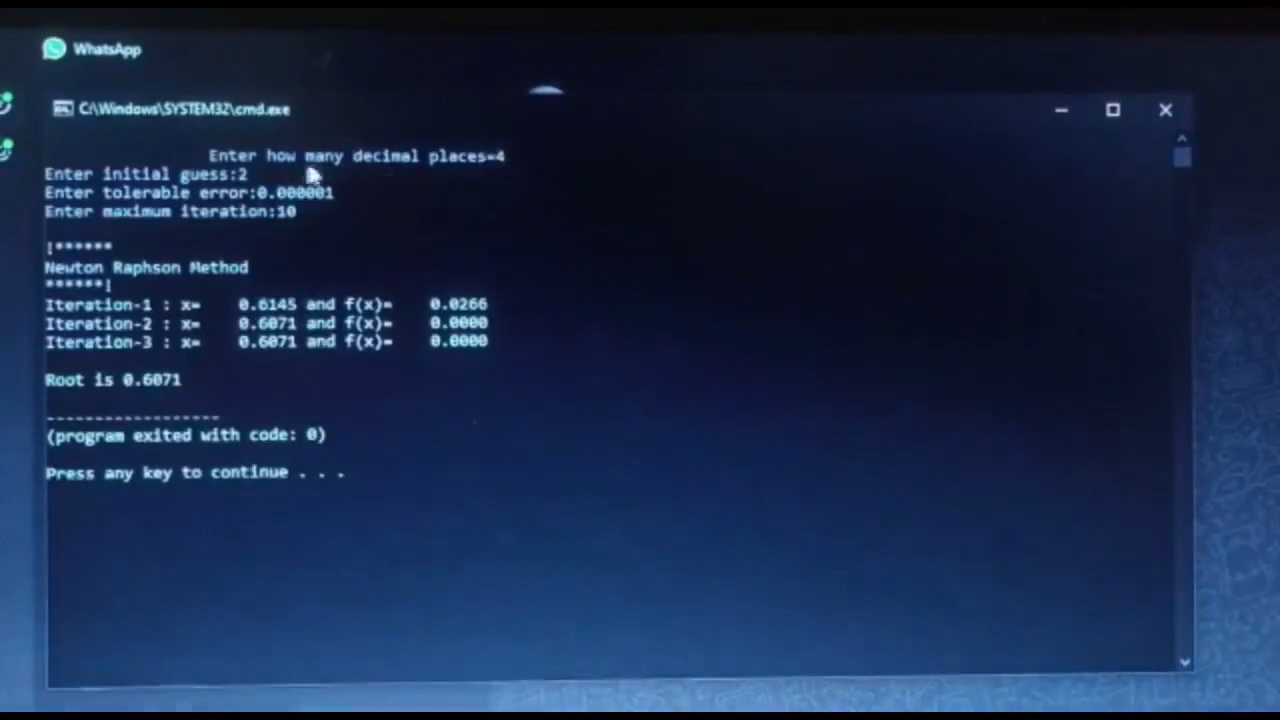 WhatsApp
C:\Windows\SYSTEM32\cmd.exe
Enter how many decimal places=4
Enter initial guess:2
Enter tolerable error:0.000001
Enter maximum iteration:10
|******
Newton Raphson Method
******|
Iteration-1 : x=    0.6145 and f(x)=    0.0266
Iteration-2 : x=    0.6071 and f(x)=    0.0000
Iteration-3 : x=    0.6071 and f(x)=    0.0000
Root is 0.6071
------------------
(program exited with code: 0)
Press any key to continue . . .